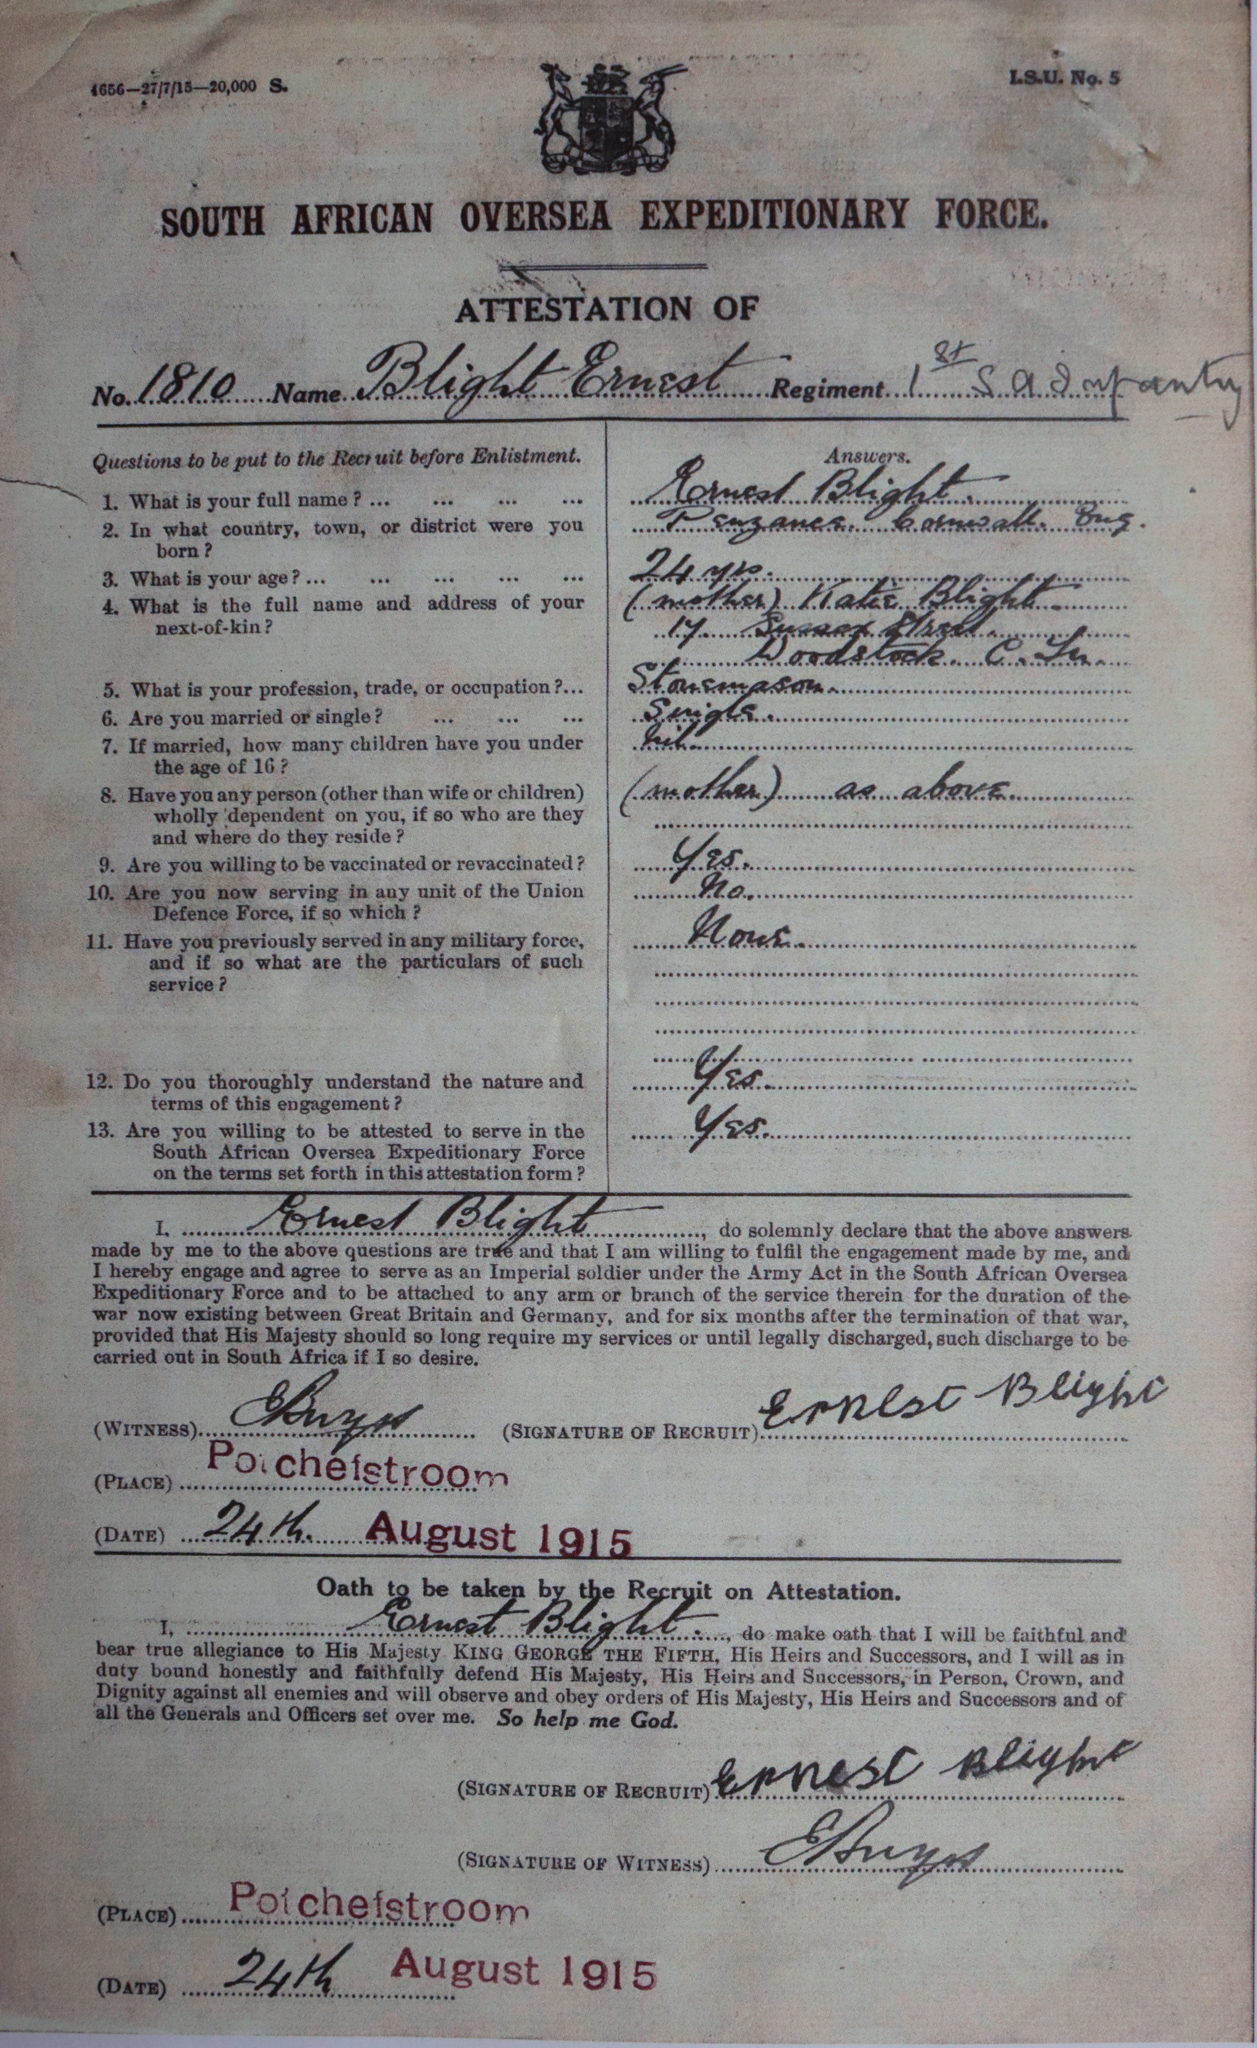 1656—27/7/15—20,000 S.
I.S.U. No. 5
SOUTH AFRICAN OVERSEA EXPEDITIONARY FORCE.
ATTESTATION OF
No. 1810 Name Blight Ernest Regiment 1st S A Infantry
Questions to be put to the Recruit before Enlistment.
Answers.
1. What is your full name? ... ... ... ...
Ernest Blight.
2. In what country, town, or district were you
born?
Penzance. Cornwall. Eng.
3. What is your age? ... ... ... ... ...
24 yrs.
4. What is the full name and address of your
next-of-kin?
(mother) Katie Blight.
17. Sussex Street.
Woodstock. C. Tn.
5. What is your profession, trade, or occupation?...
Stonemason.
6. Are you married or single? ... ... ...
Single.
7. If married, how many children have you under
the age of 16?
Nil.
8. Have you any person (other than wife or children)
wholly dependent on you, if so who are they
and where do they reside?
(mother) as above.
9. Are you willing to be vaccinated or revaccinated?
Yes.
10. Are you now serving in any unit of the Union
Defence Force, if so which?
No.
11. Have you previously served in any military force,
and if so what are the particulars of such
service?
None.
12. Do you thoroughly understand the nature and
terms of this engagement?
Yes.
13. Are you willing to be attested to serve in the
South African Oversea Expeditionary Force
on the terms set forth in this attestation form?
Yes.
I, Ernest Blight, do solemnly declare that the above answers
made by me to the above questions are true and that I am willing to fulfil the engagement made by me, and
I hereby engage and agree to serve as an Imperial soldier under the Army Act in the South African Oversea
Expeditionary Force and to be attached to any arm or branch of the service therein for the duration of the
war now existing between Great Britain and Germany, and for six months after the termination of that war,
provided that His Majesty should so long require my services or until legally discharged, such discharge to be
carried out in South Africa if I so desire.
(WITNESS) EBuys (SIGNATURE OF RECRUIT) Ernest Blight
(PLACE) Potchefstroom
(DATE) 24th. August 1915
Oath to be taken by the Recruit on Attestation.
I, Ernest Blight., do make oath that I will be faithful and
bear true allegiance to His Majesty KING GEORGE THE FIFTH, His Heirs and Successors, and I will as in
duty bound honestly and faithfully defend His Majesty, His Heirs and Successors, in Person, Crown, and
Dignity against all enemies and will observe and obey orders of His Majesty, His Heirs and Successors and of
all the Generals and Officers set over me. So help me God.
(SIGNATURE OF RECRUIT) Ernest Blight
(SIGNATURE OF WITNESS) EBuys
(PLACE) Potchefstroom
(DATE) 24th August 1915